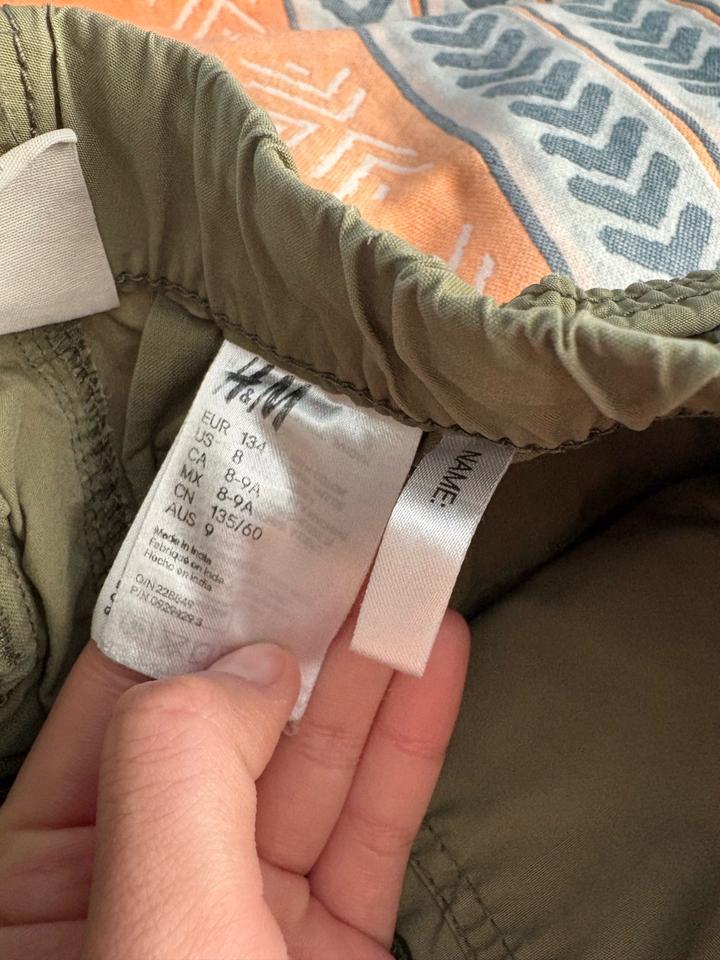 H&M
EUR 134
US 8
CA 8-9A
MX 8-9A
CN 135/60
AUS 9
Made in India
Fabriqué en Inde
Hecho en India
O/N 228849
NAME: